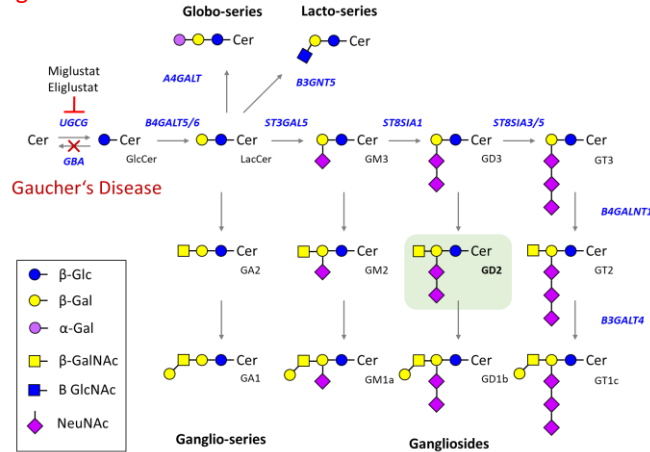 Globo-series
Lacto-series
Cer
Cer
Miglustat
Eliglustat
A4GALT
B3GNT5
UGCG
B4GALT5/6
ST3GAL5
ST8SIA1
ST8SIA3/5
Cer
Cer
Cer
Cer
Cer
Cer
GBA
GlcCer
LacCer
GM3
GD3
GT3
Gaucher's Disease
B4GALNT1
Cer
Cer
Cer
Cer
GA2
GM2
GD2
GT2
β-Glc
β-Gal
α-Gal
β-GalNAc
B GlcNAc
NeuNAc
B3GALT4
Cer
Cer
Cer
Cer
GA1
GM1a
GD1b
GT1c
Ganglio-series
Gangliosides